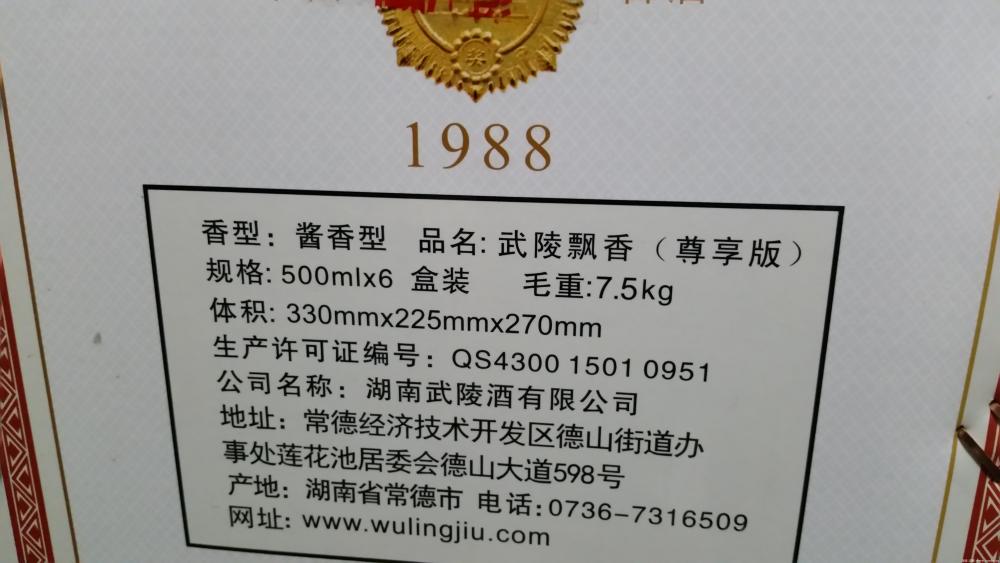 奖
1988
香型：酱香型 品名:武陵飘香（尊享版）
规格:500mlx6 盒装 毛重:7.5kg
体积:330mmx225mmx270mm
生产许可证编号：QS4300 1501 0951
公司名称：湖南武陵酒有限公司
地址：常德经济技术开发区德山街道办
事处莲花池居委会德山大道598号
产地：湖南省常德市 电话:0736-7316509
网址:www.wulingjiu.com